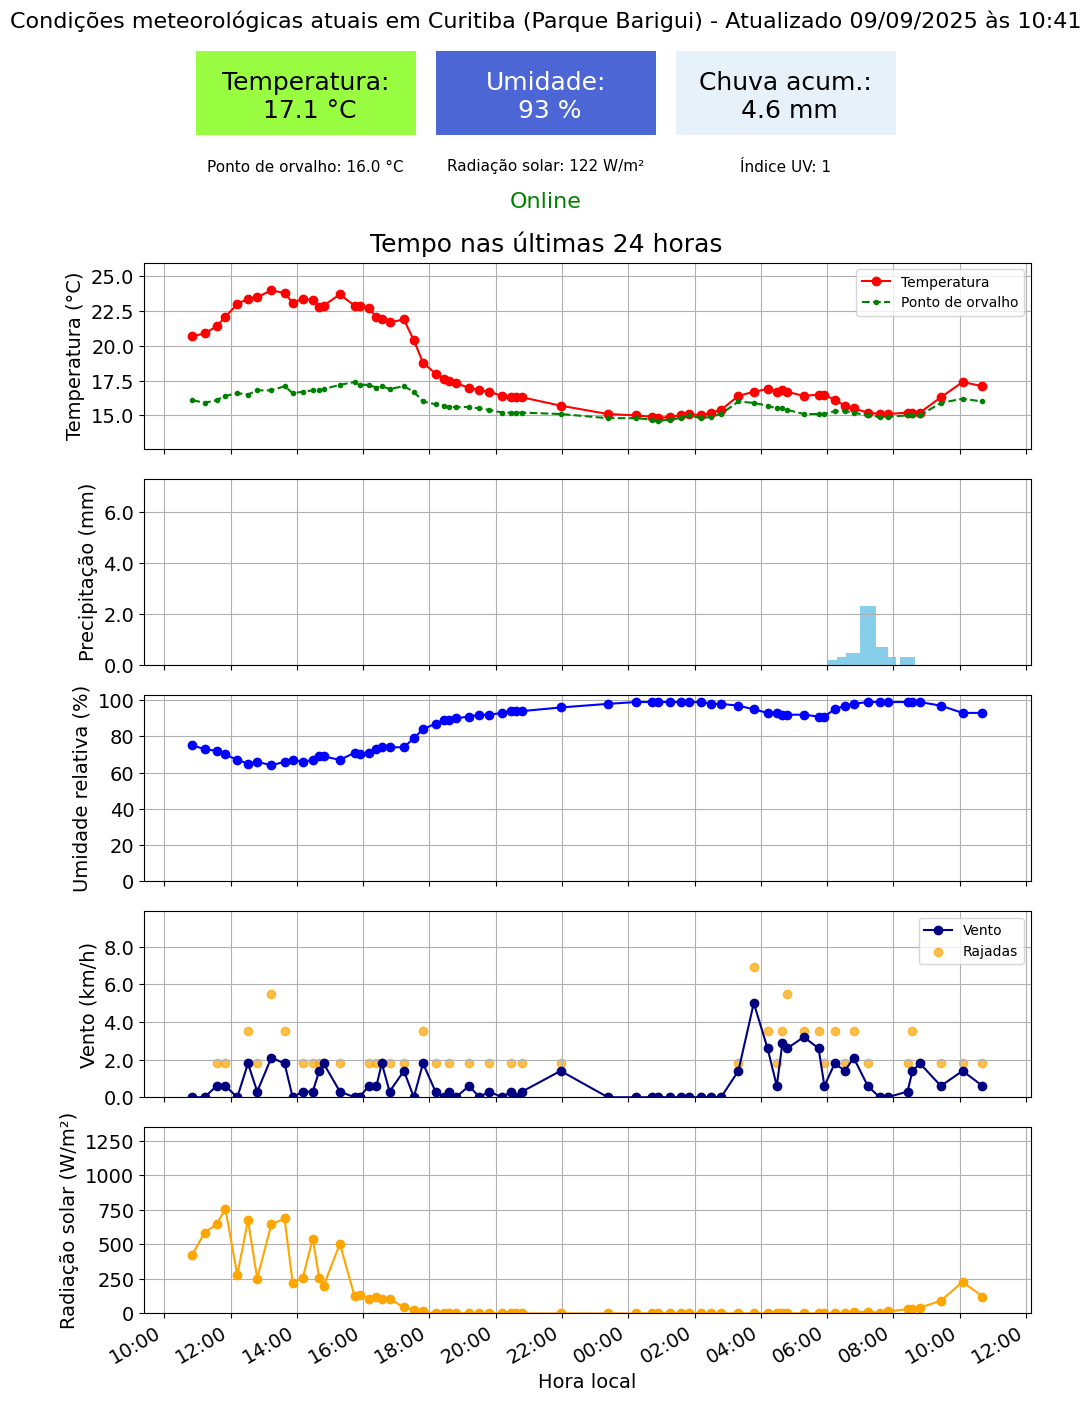 Condições meteorológicas atuais em Curitiba (Parque Barigui) - Atualizado 09/09/2025 às 10:41
Temperatura:
17.1 °C
Umidade:
93 %
Chuva acum.:
4.6 mm
Ponto de orvalho: 16.0 °C
Radiação solar: 122 W/m²
Índice UV: 1
Online
Tempo nas últimas 24 horas
Temperatura (°C)
25.0
22.5
20.0
17.5
15.0
Temperatura
Ponto de orvalho
Precipitação (mm)
6.0
4.0
2.0
0.0
Umidade relativa (%)
100
80
60
40
20
0
Vento (km/h)
8.0
6.0
4.0
2.0
0.0
Vento
Rajadas
Radiação solar (W/m²)
1250
1000
750
500
250
0
10:00
12:00
14:00
16:00
18:00
20:00
22:00
00:00
02:00
04:00
06:00
08:00
10:00
12:00
Hora local